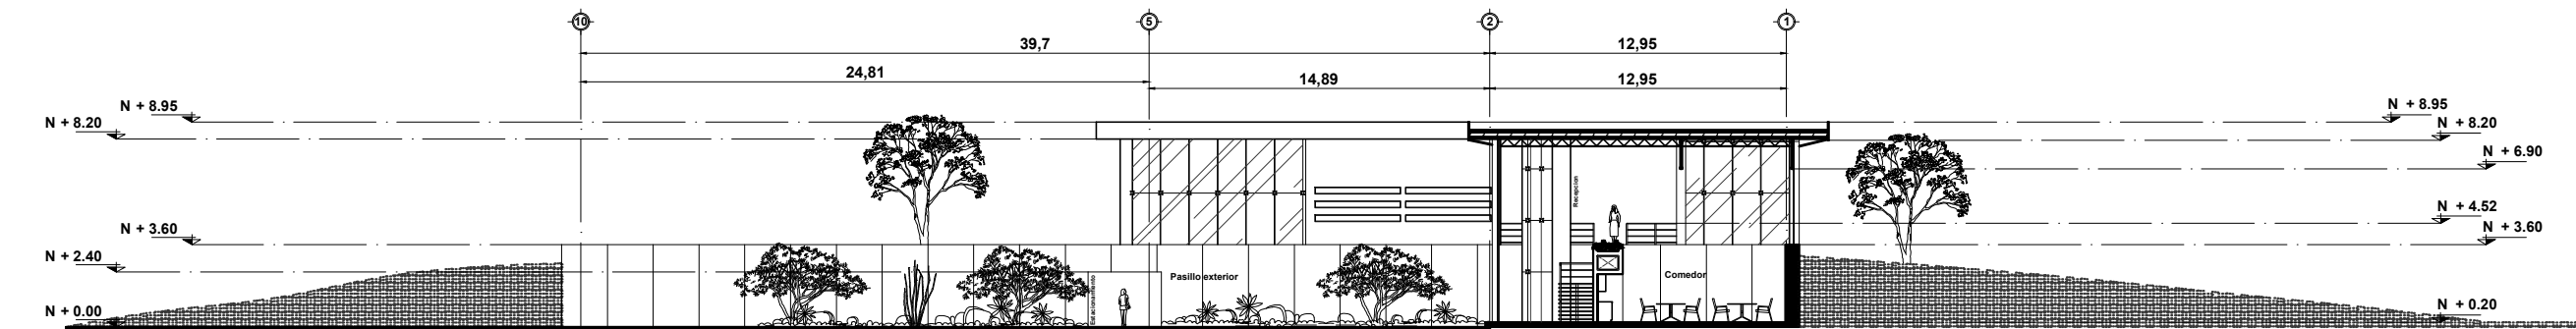 10
5
2
1
39,7
12,95
24,81
14,89
12,95
N + 8.95
N + 8.20
N + 3.60
N + 2.40
N + 0.00
Estacionamiento
Pasillo exterior
Recepcion
Comedor
N + 8.95
N + 8.20
N + 6.90
N + 4.52
N + 3.60
N + 0.20